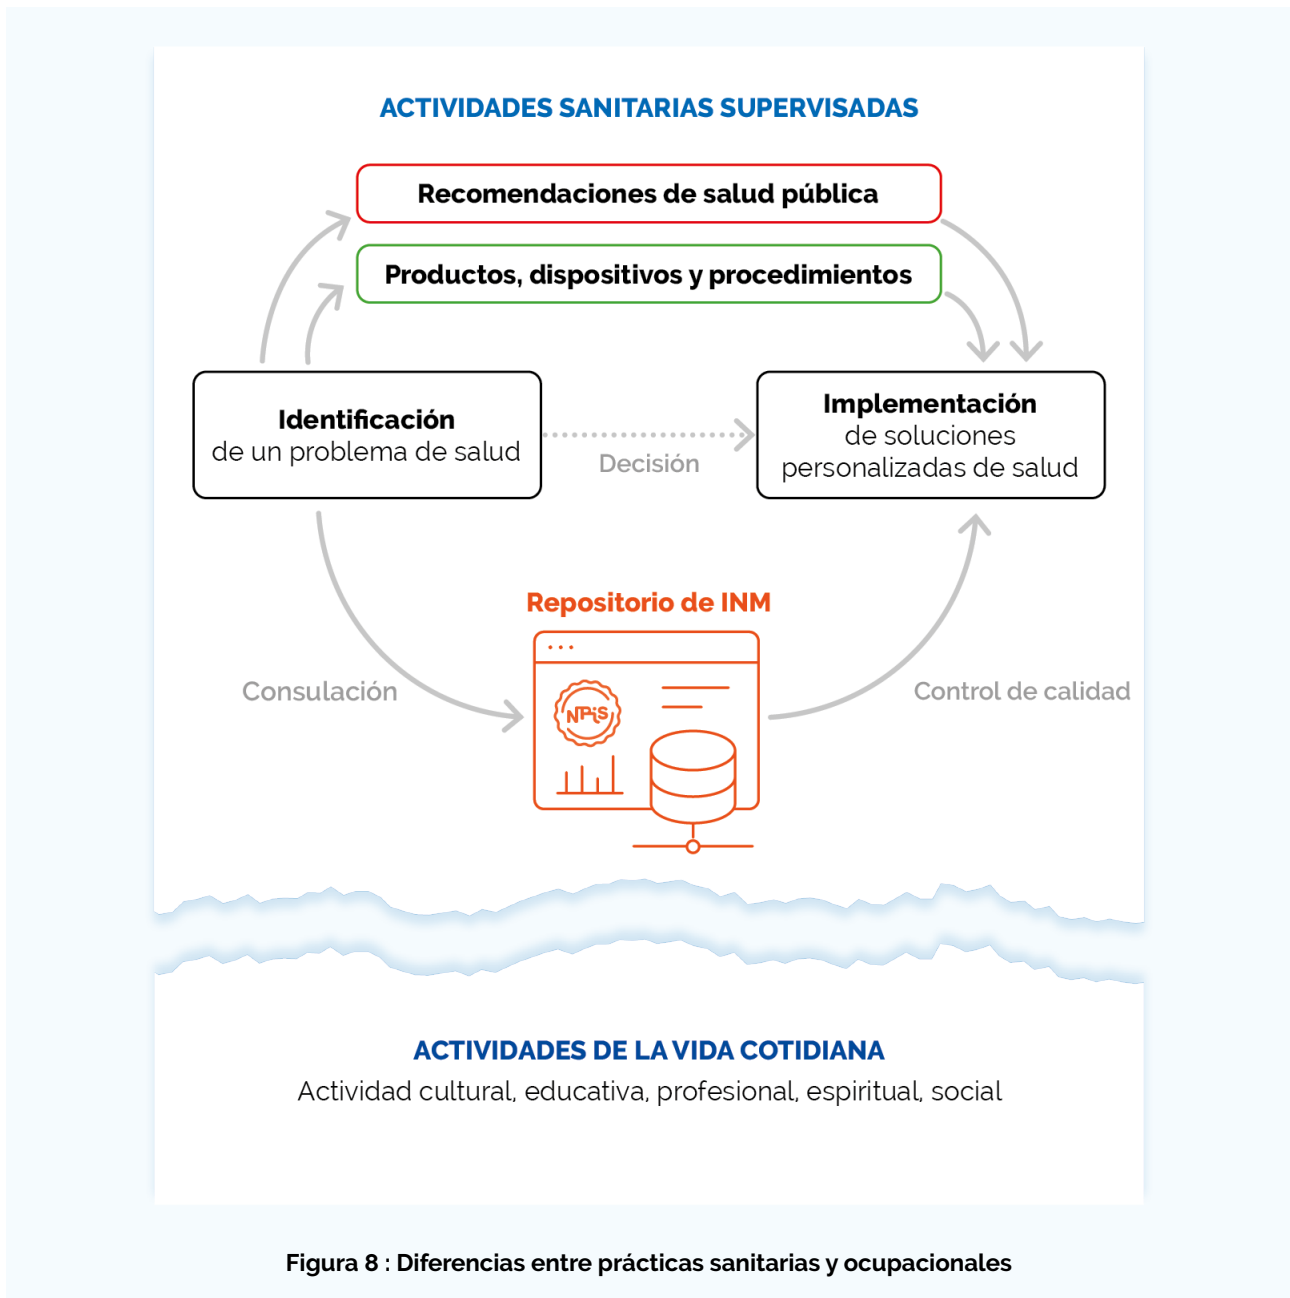 ACTIVIDADES SANITARIAS SUPERVISADAS
Recomendaciones de salud pública
Productos, dispositivos y procedimientos
Identificación
de un problema de salud
Decisión
Implementación
de soluciones
personalizadas de salud
Repositorio de INM
Consulación
NPiS
Control de calidad
ACTIVIDADES DE LA VIDA COTIDIANA
Actividad cultural, educativa, profesional, espiritual, social
Figura 8 : Diferencias entre prácticas sanitarias y ocupacionales